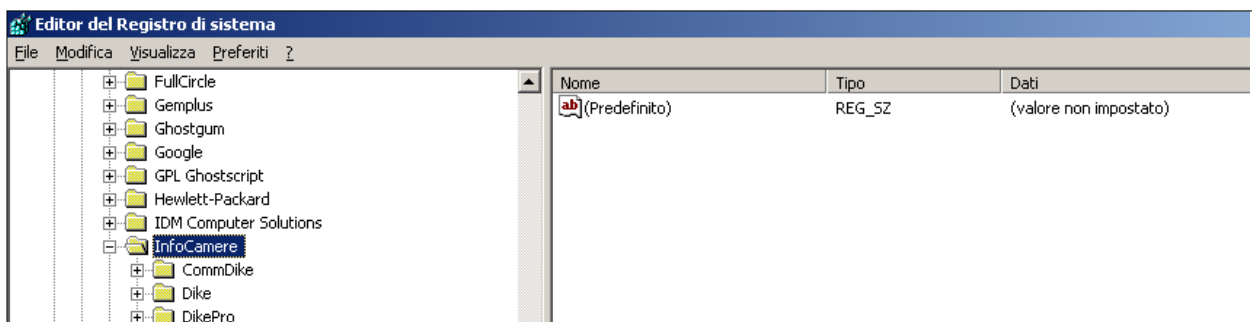 Editor del Registro di sistema
File Modifica Visualizza Preferiti ?
FullCircle
Gemplus
Ghostgum
Google
GPL Ghostscript
Hewlett-Packard
IDM Computer Solutions
InfoCamere
CommDike
Dike
DikePro
Nome Tipo Dati
ab (Predefinito) REG_SZ (valore non impostato)